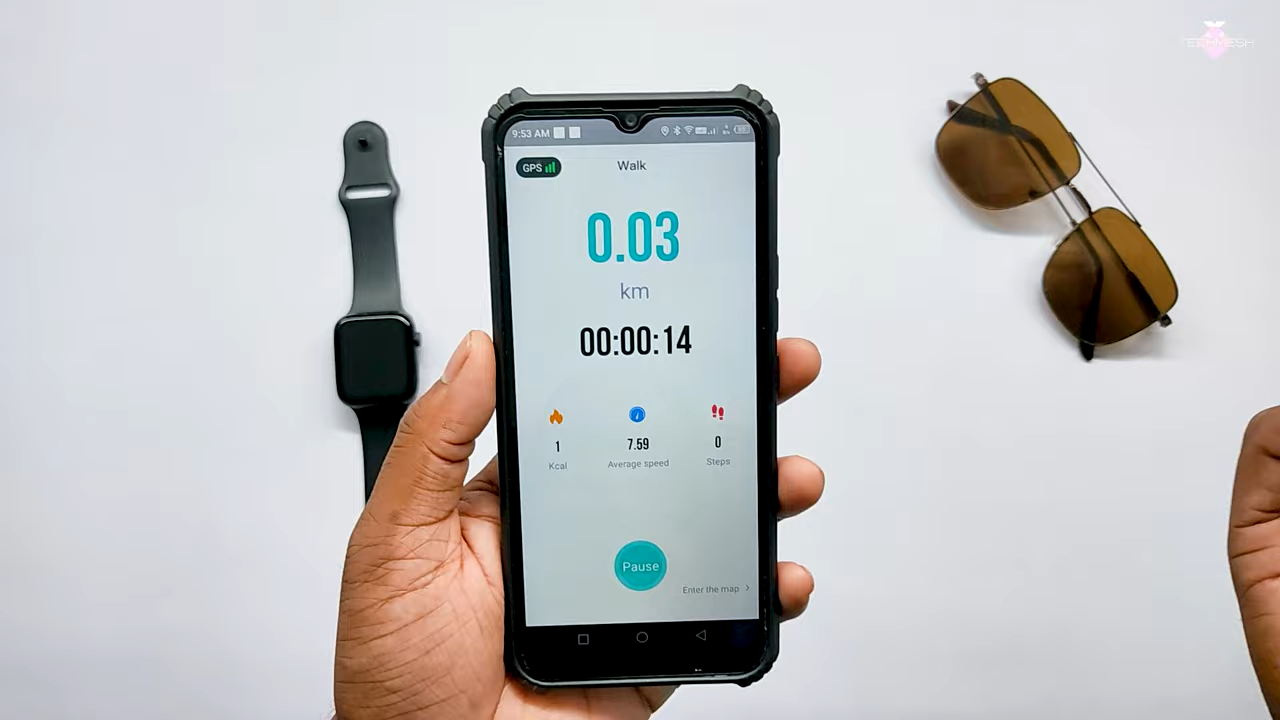 TECHMESH
9:53 AM
GPS
Walk
0.03
km
00:00:14
1
7.59
0
Kcal
Average speed
Steps
Pause
Enter the map